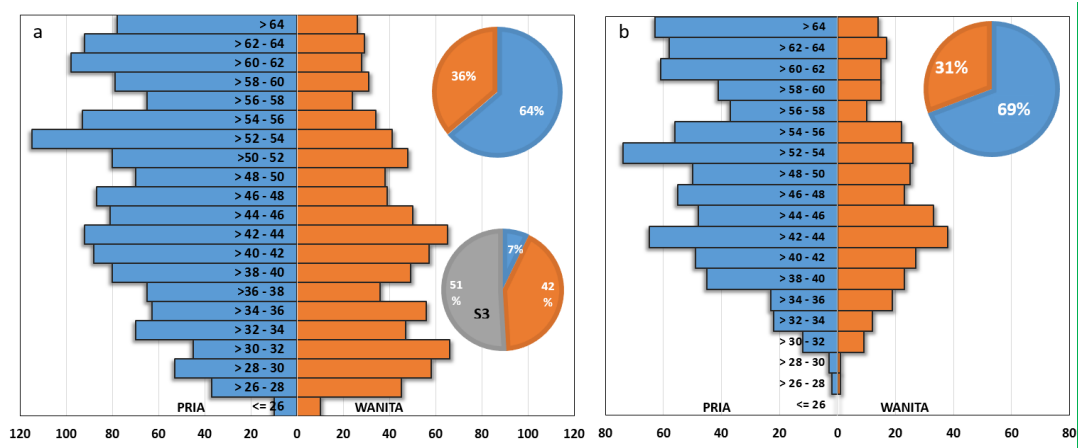 a
> 64
> 62 - 64
> 60 - 62
> 58 - 60
> 56 - 58
> 54 - 56
> 52 - 54
>50 - 52
> 48 - 50
> 46 - 48
> 44 - 46
> 42 - 44
> 40 - 42
> 38 - 40
>36 - 38
> 34 - 36
> 32 - 34
> 30 - 32
> 28 - 30
> 26 - 28
PRIA <= 26 WANITA
120 100 80 60 40 20 0 20 40 60 80 100 120
36%
64%
7%
51
%
42
%
S3
b
> 64
> 62 - 64
> 60 - 62
> 58 - 60
> 56 - 58
> 54 - 56
> 52 - 54
> 48 - 50
> 46 - 48
> 44 - 46
> 42 - 44
> 40 - 42
> 38 - 40
> 34 - 36
> 32 - 34
> 30 - 32
> 28 - 30
> 26 - 28
PRIA <= 26 WANITA
80 60 40 20 0 20 40 60 80
31%
69%